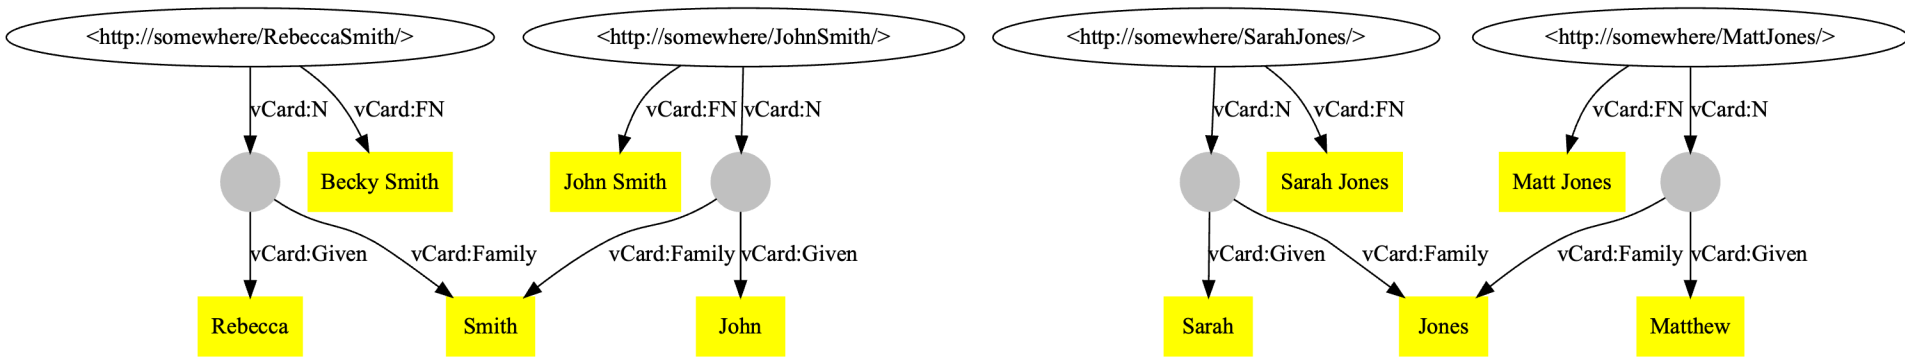 <http://somewhere/RebeccaSmith/>
<http://somewhere/JohnSmith/>
<http://somewhere/SarahJones/>
<http://somewhere/MattJones/>
vCard:N
vCard:FN
vCard:FN
vCard:N
vCard:N
vCard:FN
vCard:FN
vCard:N
Becky Smith
John Smith
Sarah Jones
Matt Jones
vCard:Given
vCard:Family
vCard:Family
vCard:Given
vCard:Given
vCard:Family
vCard:Family
vCard:Given
Rebecca
Smith
John
Sarah
Jones
Matthew